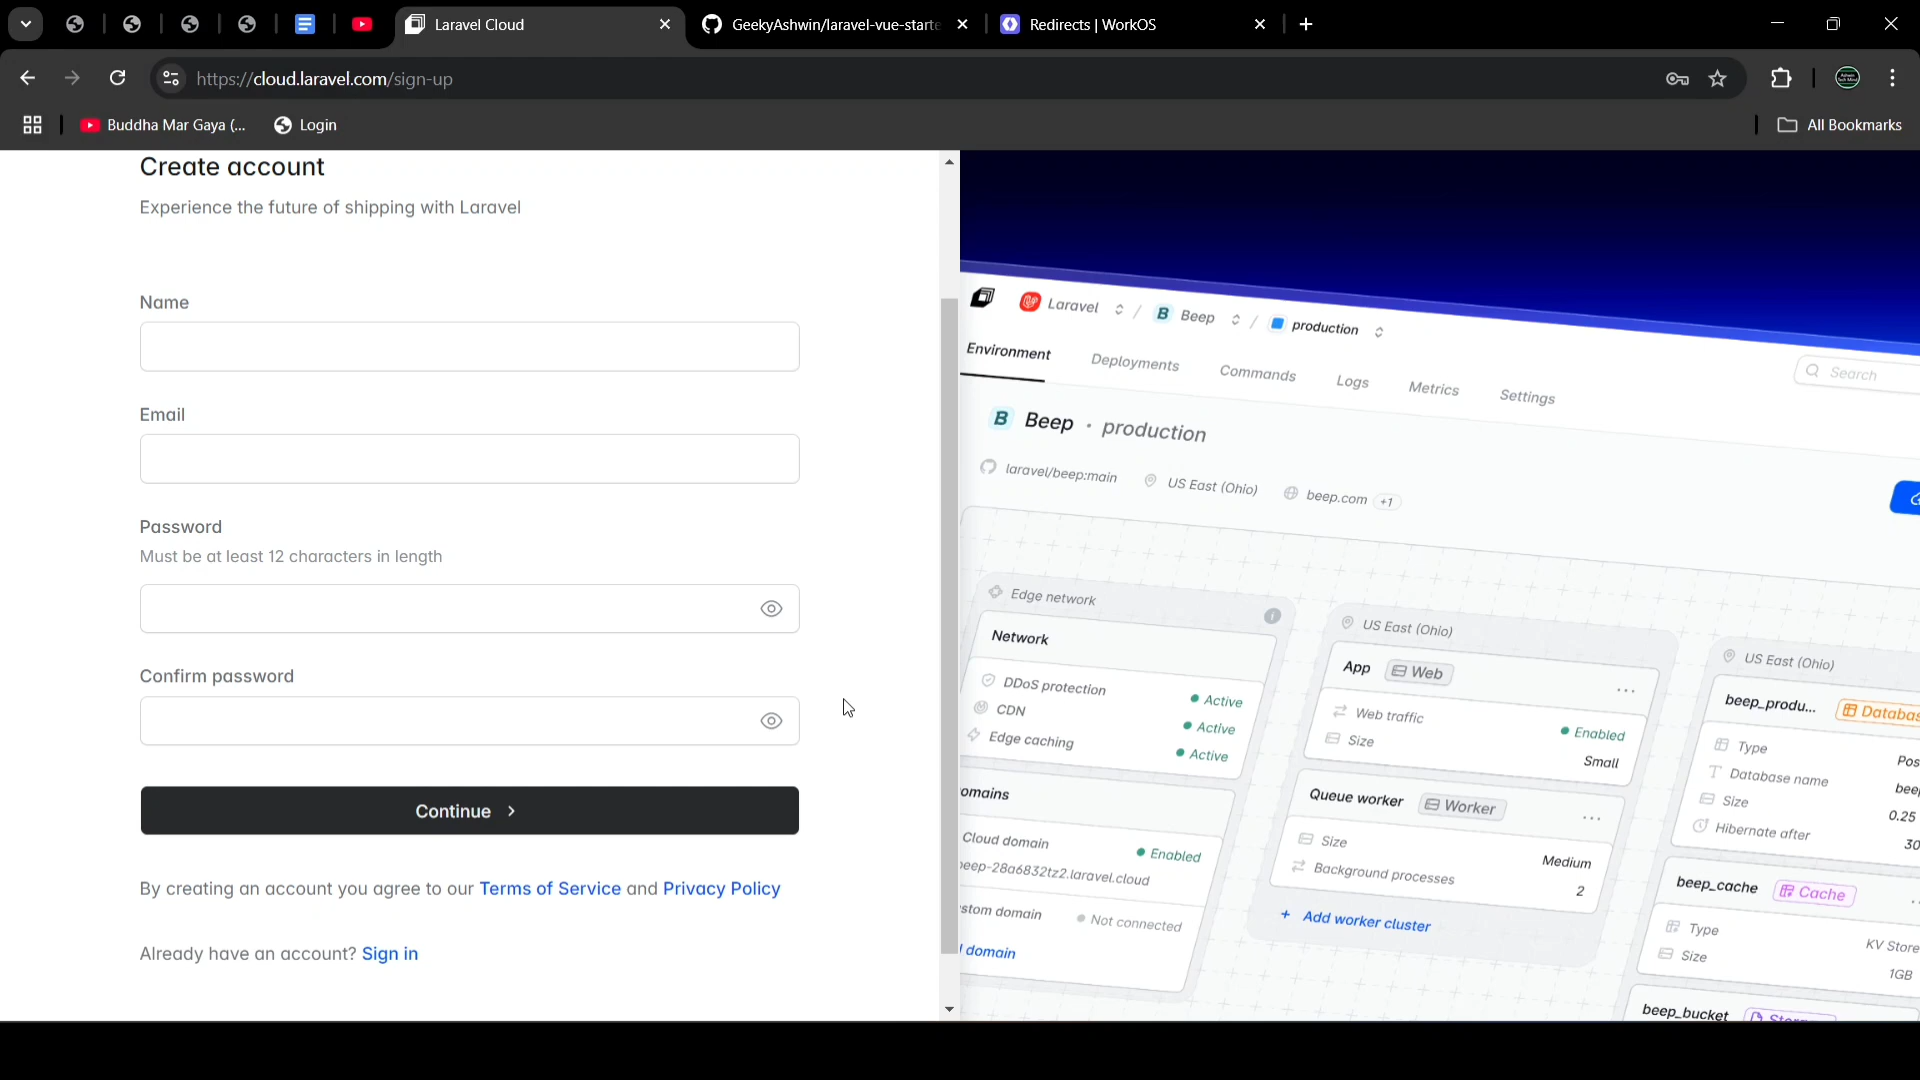 Laravel Cloud
GeekyAshwin/laravel-vue-starte
Redirects | WorkOS
https://cloud.laravel.com/sign-up
Buddha Mar Gaya (...
Login
All Bookmarks
Create account
Experience the future of shipping with Laravel
Name
Email
Password
Must be at least 12 characters in length
Confirm password
Continue
By creating an account you agree to our Terms of Service and Privacy Policy
Already have an account? Sign in
Laravel / B Beep / production
Search
Environment Deployments Commands Logs Metrics Settings
B Beep · production
laravel/beep:main US East (Ohio) beep.com +1
Edge network
Network
DDoS protection Active
CDN Active
Edge caching Active
omains
Cloud domain Enabled
beep-28a6832tz2.laravel.cloud
stom domain Not connected
domain
US East (Ohio)
App Web
Web traffic Enabled
Size Small
Queue worker Worker
Size Medium
Background processes 2
+ Add worker cluster
US East (Ohio)
beep_produ... Databas
Type Pos
Database name beep
Size 0.25
Hibernate after 30
beep_cache Cache
Type KV Store
Size 1GB
beep_bucket